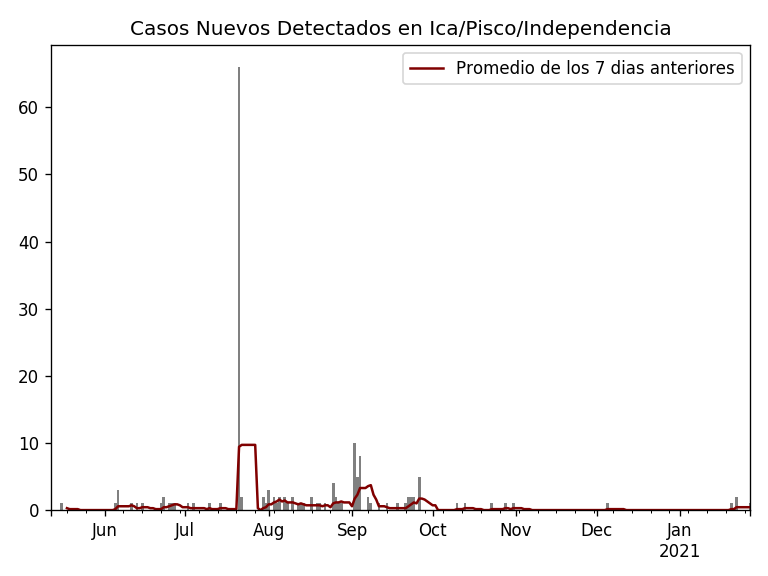 Casos Nuevos Detectados en Ica/Pisco/Independencia
Promedio de los 7 dias anteriores
60
50
40
30
20
10
0
Jun Jul Aug Sep Oct Nov Dec Jan
2021